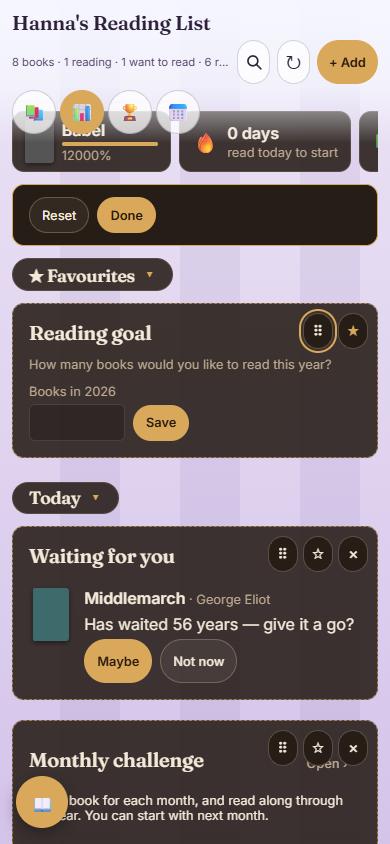 Hanna's Reading List
8 books · 1 reading · 1 want to read · 6 r...
+ Add
Babel
12000%
0 days
read today to start
Reset
Done
★ Favourites ▼
Reading goal
How many books would you like to read this year?
Books in 2026
Save
Today ▼
Waiting for you
Middlemarch · George Eliot
Has waited 56 years — give it a go?
Maybe
Not now
Monthly challenge
Open ›
book for each month, and read along through
You can start with next month.